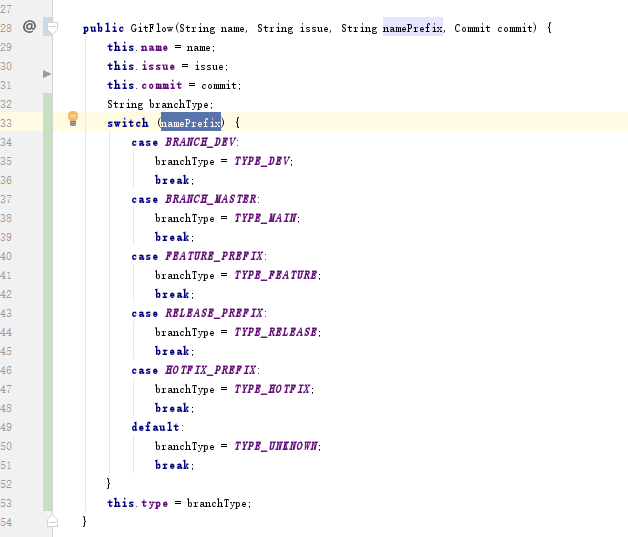 27
28 @ public GitFlow(String name, String issue, String namePrefix, Commit commit) {
29 this.name = name;
30 this.issue = issue;
31 this.commit = commit;
32 String branchType;
33 switch (namePrefix) {
34 case BRANCH_DEV:
35 branchType = TYPE_DEV;
36 break;
37 case BRANCH_MASTER:
38 branchType = TYPE_MAIN;
39 break;
40 case FEATURE_PREFIX:
41 branchType = TYPE_FEATURE;
42 break;
43 case RELEASE_PREFIX:
44 branchType = TYPE_RELEASE;
45 break;
46 case HOTFIX_PREFIX:
47 branchType = TYPE_HOTFIX;
48 break;
49 default:
50 branchType = TYPE_UNKNOWN;
51 break;
52 }
53 this.type = branchType;
54 }